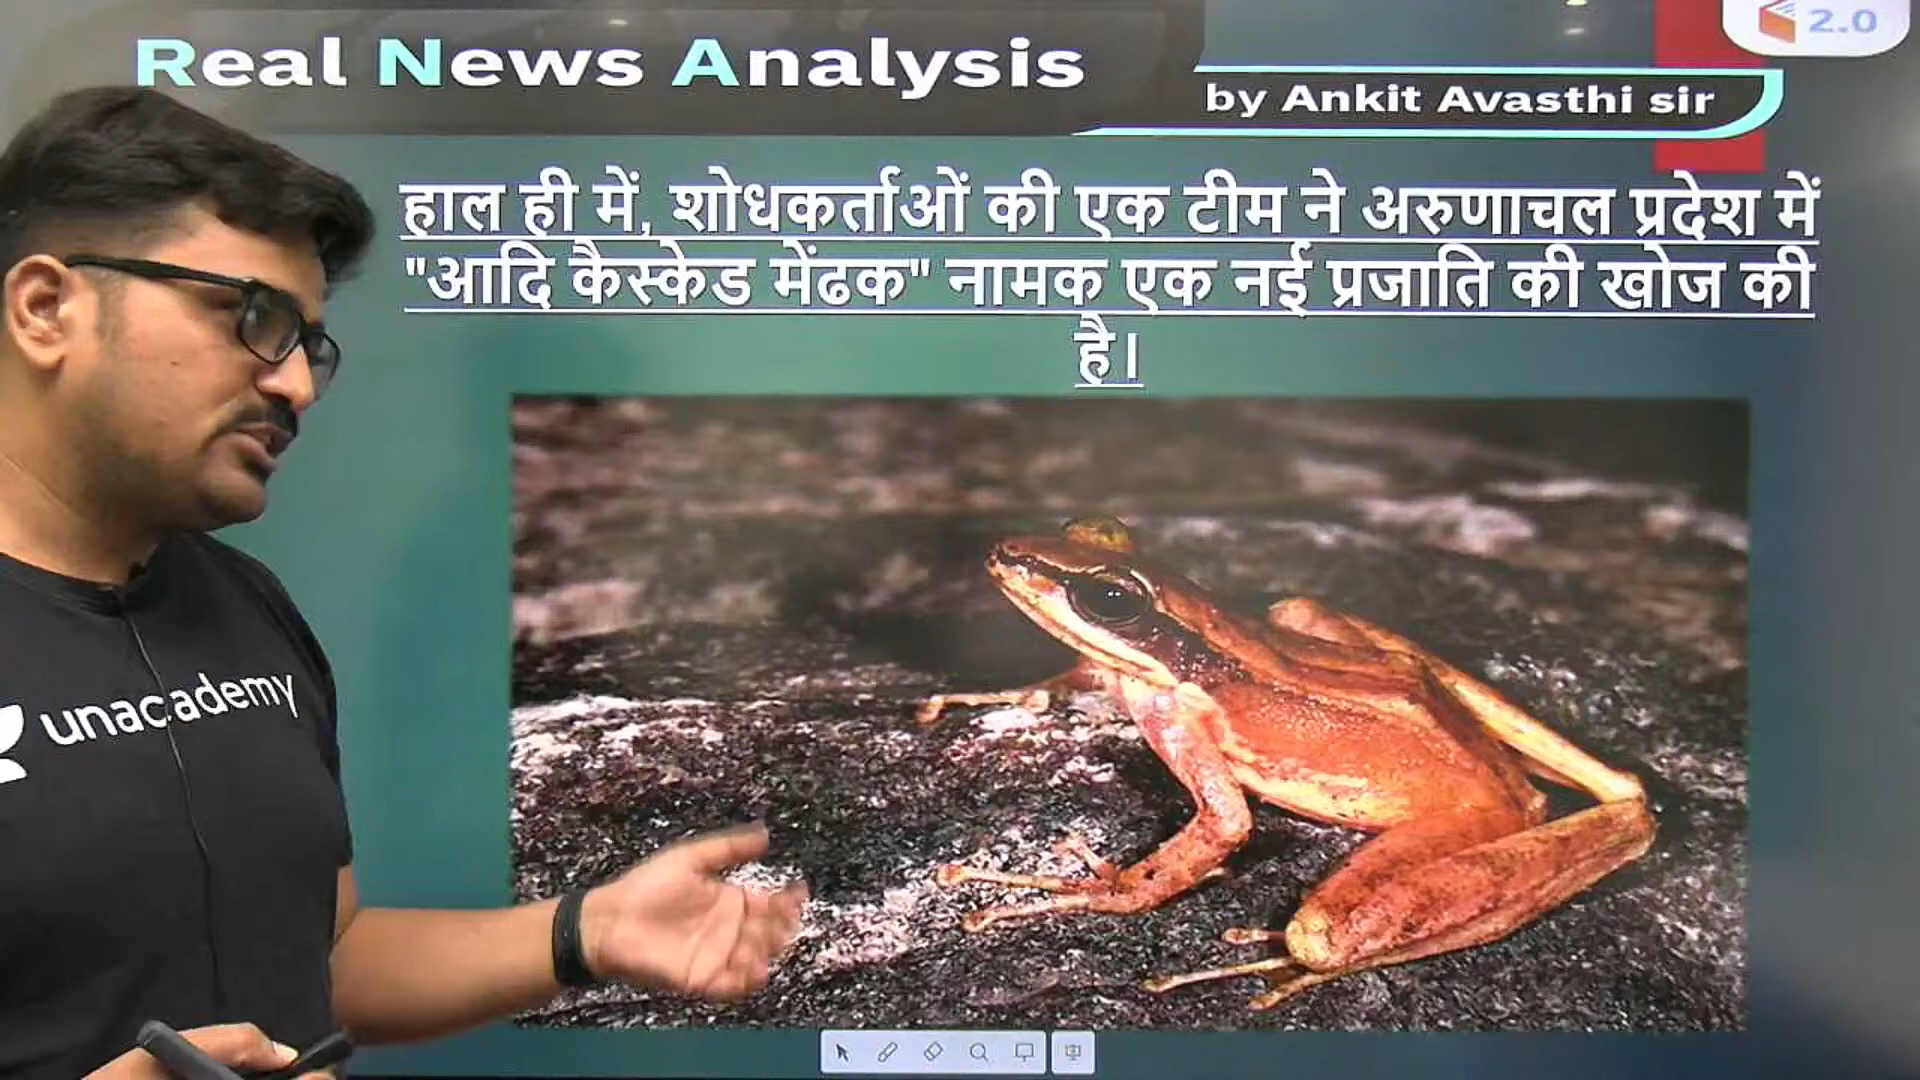 2.0
Real News Analysis
by Ankit Avasthi sir
हाल ही में, शोधकर्ताओं की एक टीम ने अरुणाचल प्रदेश में
"आदि कैस्केड मेंढक" नामक एक नई प्रजाति की खोज की
है।
unacademy